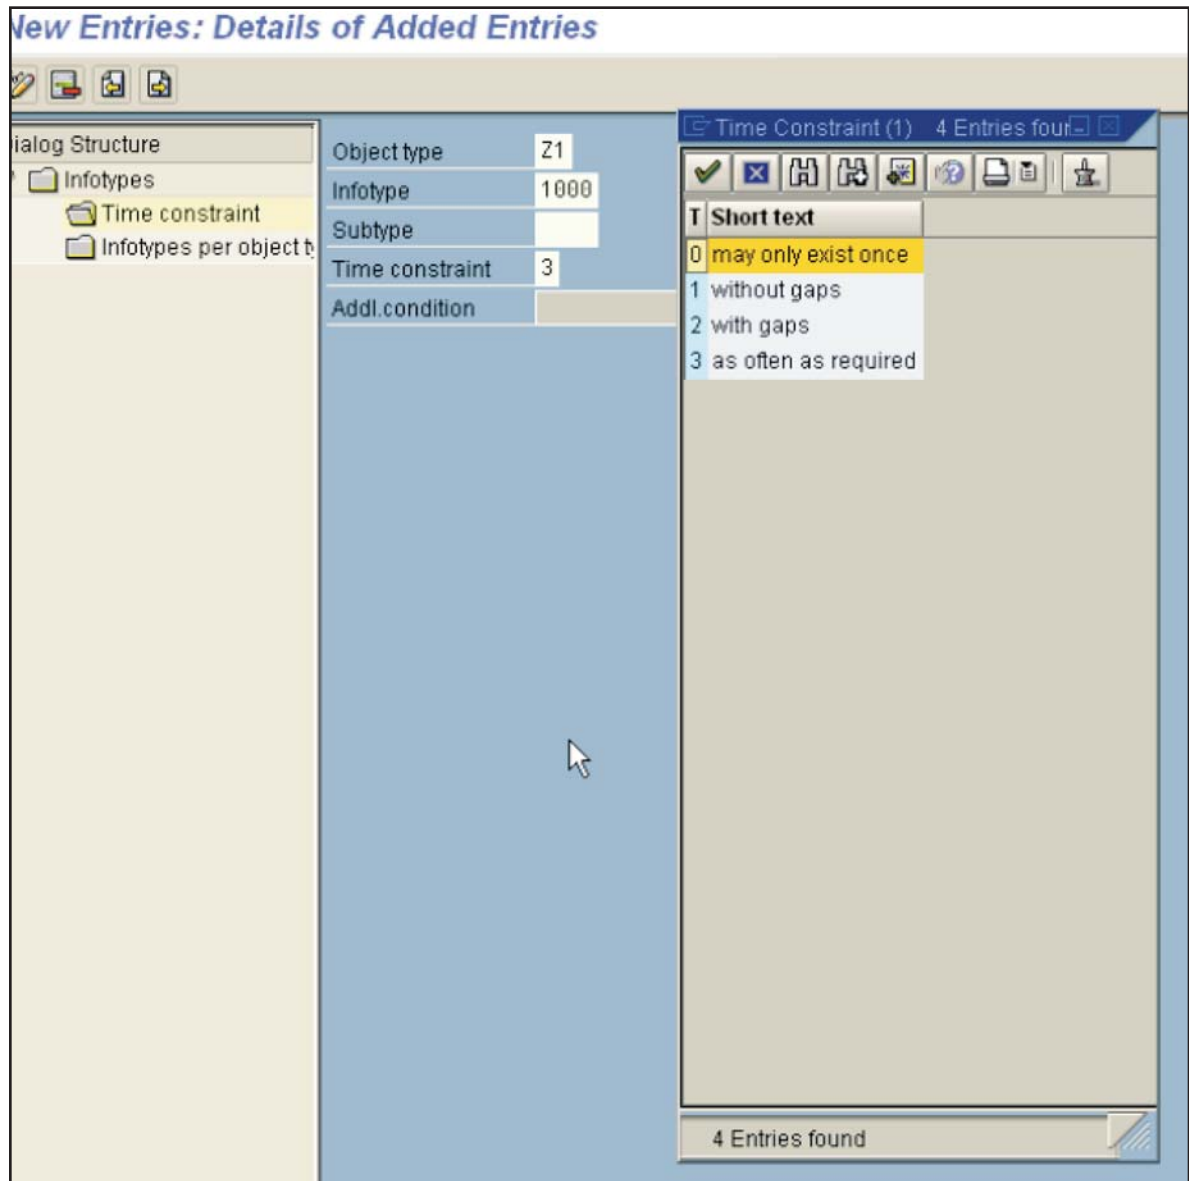 New Entries: Details of Added Entries
ialog Structure
Infotypes
Time constraint
Infotypes per object t
Object type Z1
Infotype 1000
Subtype
Time constraint 3
Addl.condition
Time Constraint (1) 4 Entries four
T Short text
0 may only exist once
1 without gaps
2 with gaps
3 as often as required
4 Entries found